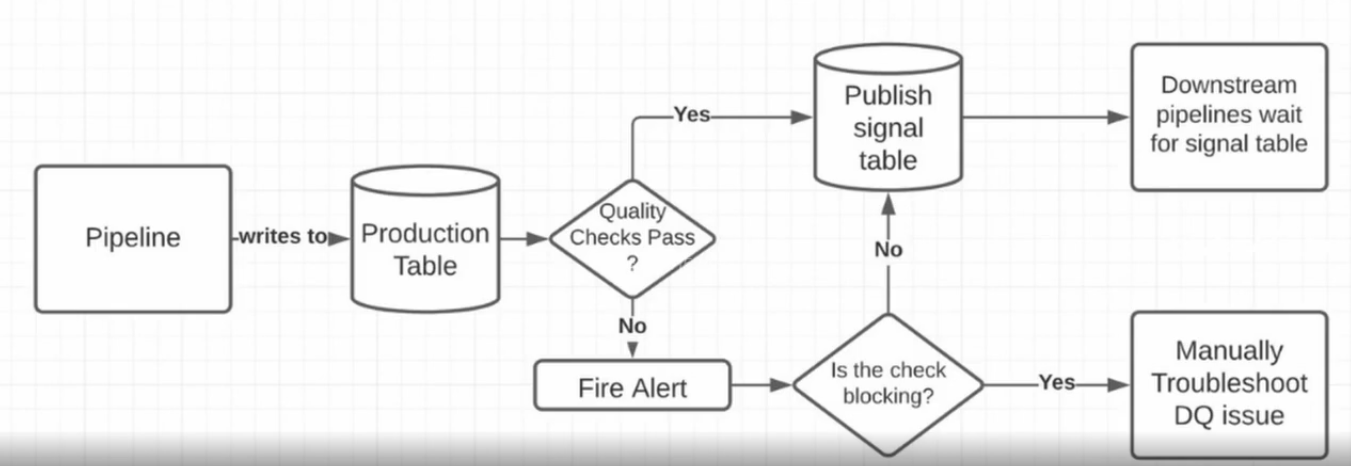 Pipeline
writes to
Production
Table
Quality
Checks Pass
?
Yes
Publish
signal
table
Downstream
pipelines wait
for signal table
No
Fire Alert
Is the check
blocking?
No
Yes
Manually
Troubleshoot
DQ issue